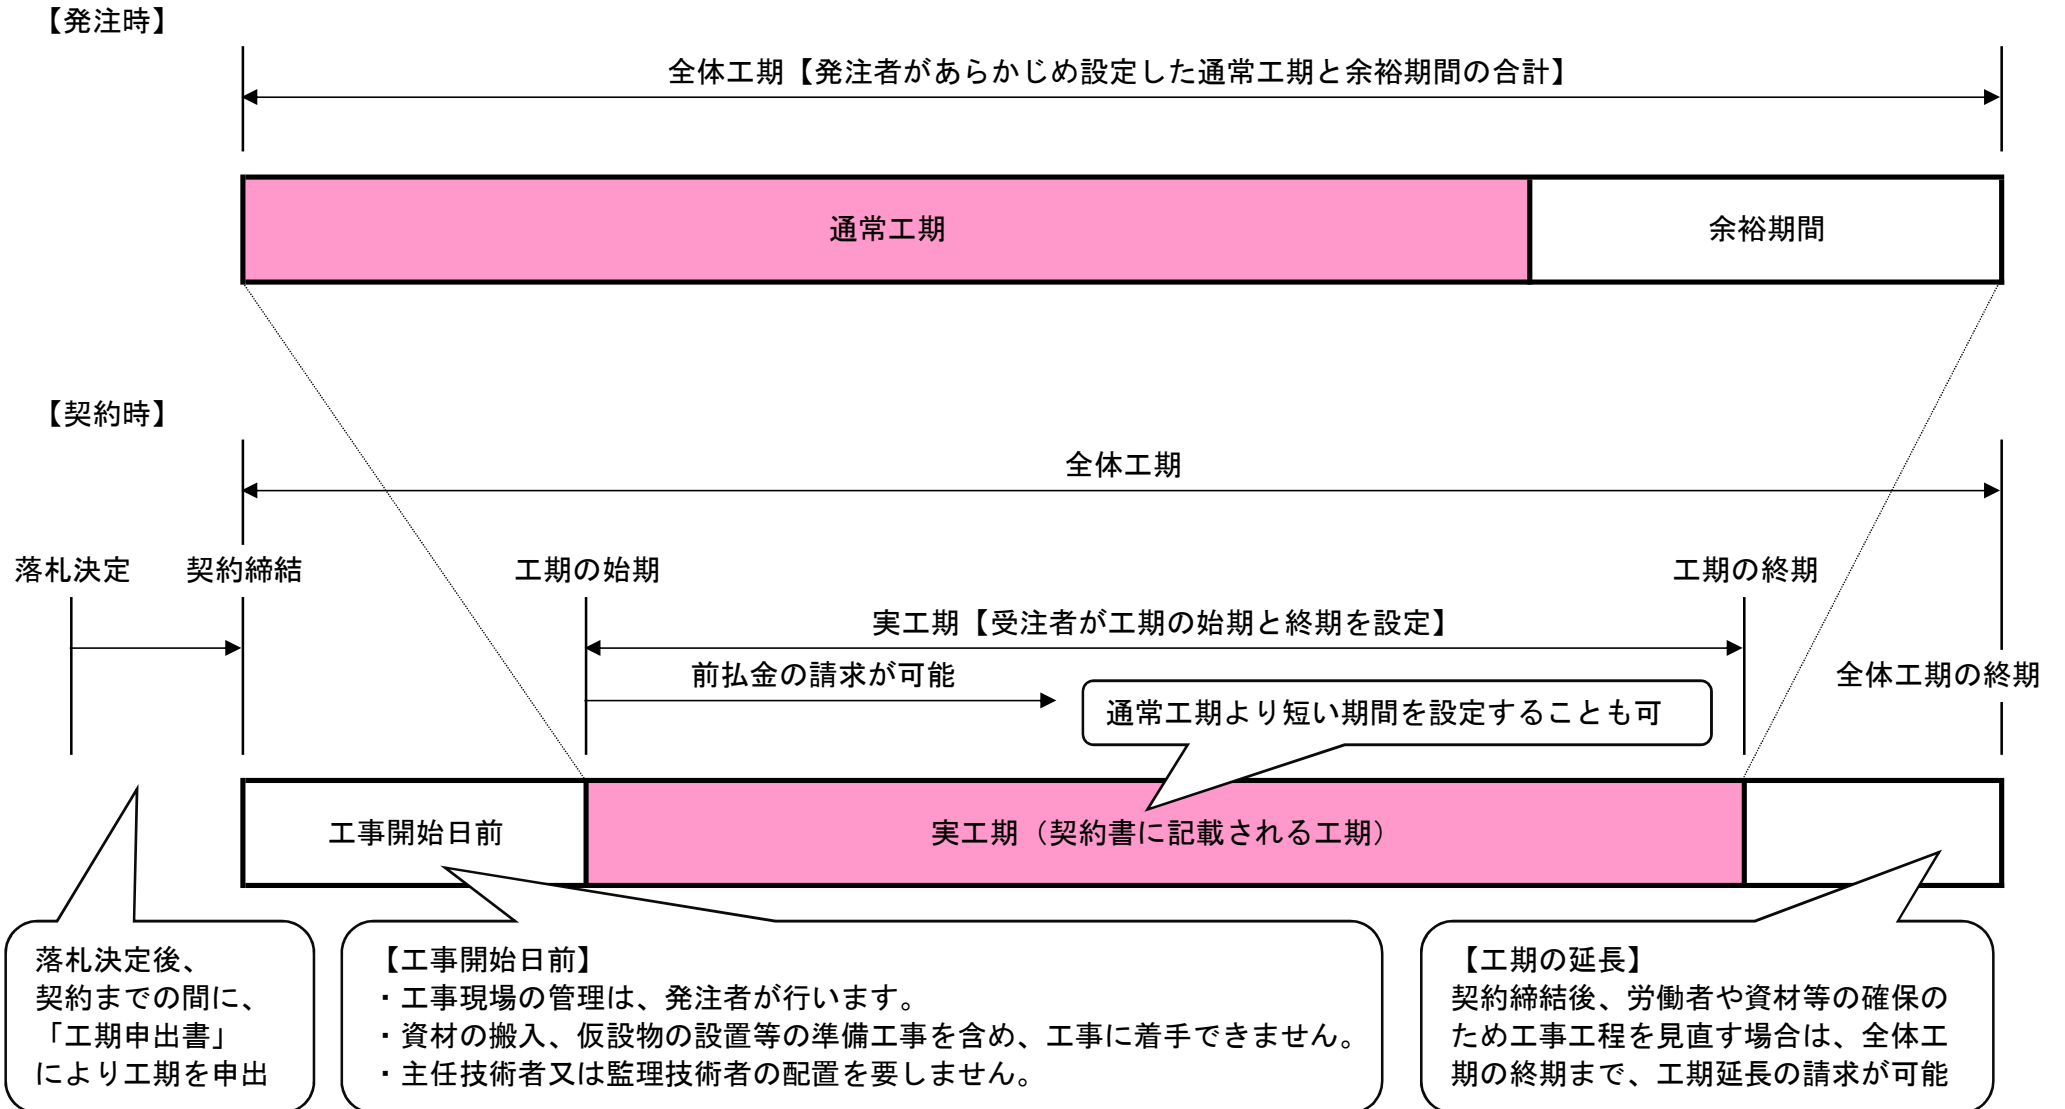 【発注時】
全体工期【発注者があらかじめ設定した通常工期と余裕期間の合計】
通常工期
余裕期間
【契約時】
全体工期
落札決定
契約締結
工期の始期
工期の終期
実工期【受注者が工期の始期と終期を設定】
前払金の請求が可能
全体工期の終期
通常工期より短い期間を設定することも可
工事開始日前
実工期（契約書に記載される工期）
落札決定後、
契約までの間に、
「工期申出書」
により工期を申出
【工事開始日前】
・工事現場の管理は、発注者が行います。
・資材の搬入、仮設物の設置等の準備工事を含め、工事に着手できません。
・主任技術者又は監理技術者の配置を要しません。
【工期の延長】
契約締結後、労働者や資材等の確保の
ため工事工程を見直す場合は、全体工
期の終期まで、工期延長の請求が可能